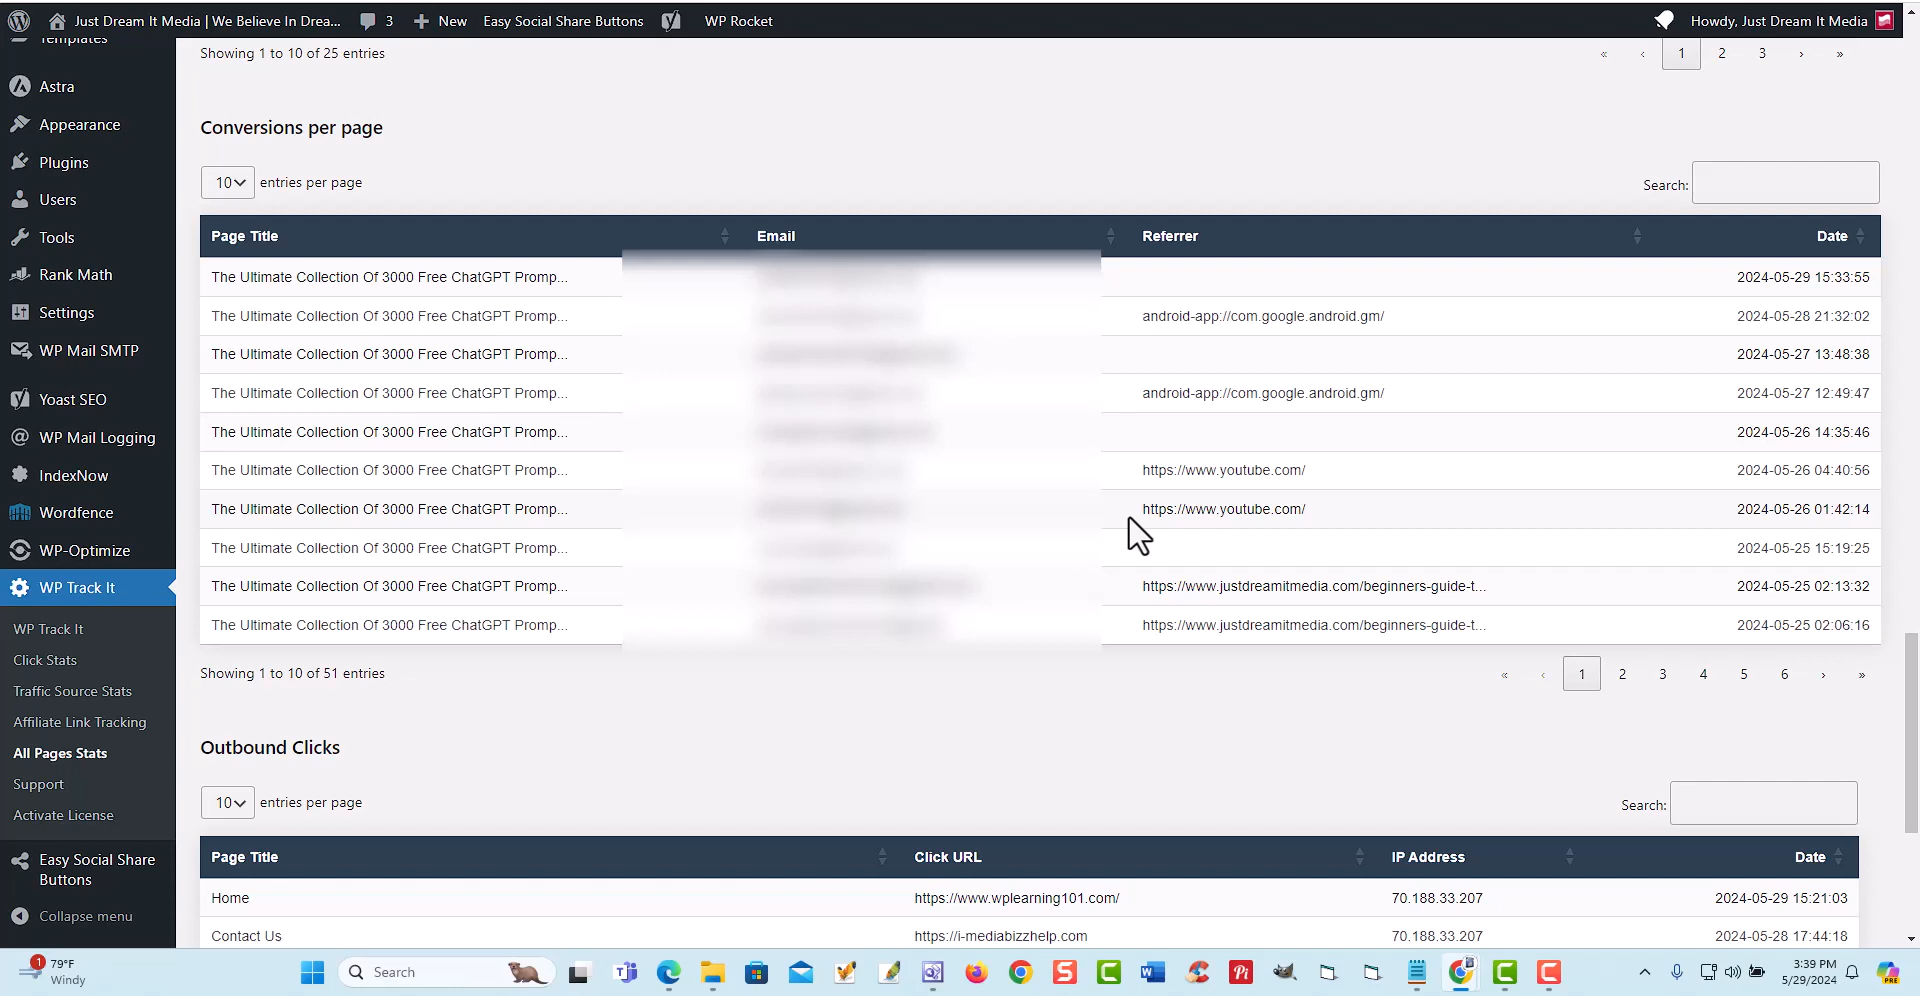 Just Dream It Media | We Believe In Drea... 3 New Easy Social Share Buttons WP Rocket Howdy, Just Dream It Media
Templates
Astra
Appearance
Plugins
Users
Tools
Rank Math
Settings
WP Mail SMTP
Yoast SEO
WP Mail Logging
IndexNow
Wordfence
WP-Optimize
WP Track It
WP Track It
Click Stats
Traffic Source Stats
Affiliate Link Tracking
All Pages Stats
Support
Activate License
Easy Social Share
Buttons
Collapse menu
Showing 1 to 10 of 25 entries « ‹ 1 2 3 › »
Conversions per page
10 entries per page Search:
Page Title Email Referrer Date
The Ultimate Collection Of 3000 Free ChatGPT Promp... 2024-05-29 15:33:55
The Ultimate Collection Of 3000 Free ChatGPT Promp... android-app://com.google.android.gm/ 2024-05-28 21:32:02
The Ultimate Collection Of 3000 Free ChatGPT Promp... 2024-05-27 13:48:38
The Ultimate Collection Of 3000 Free ChatGPT Promp... android-app://com.google.android.gm/ 2024-05-27 12:49:47
The Ultimate Collection Of 3000 Free ChatGPT Promp... 2024-05-26 14:35:46
The Ultimate Collection Of 3000 Free ChatGPT Promp... https://www.youtube.com/ 2024-05-26 04:40:56
The Ultimate Collection Of 3000 Free ChatGPT Promp... https://www.youtube.com/ 2024-05-26 01:42:14
The Ultimate Collection Of 3000 Free ChatGPT Promp... 2024-05-25 15:19:25
The Ultimate Collection Of 3000 Free ChatGPT Promp... https://www.justdreamitmedia.com/beginners-guide-t... 2024-05-25 02:13:32
The Ultimate Collection Of 3000 Free ChatGPT Promp... https://www.justdreamitmedia.com/beginners-guide-t... 2024-05-25 02:06:16
Showing 1 to 10 of 51 entries « ‹ 1 2 3 4 5 6 › »
Outbound Clicks
10 entries per page Search:
Page Title Click URL IP Address Date
Home https://www.wplearning101.com/ 70.188.33.207 2024-05-29 15:21:03
Contact Us https://i-mediabizzhelp.com 70.188.33.207 2024-05-28 17:44:18
1 79°F
Windy
Search
3:39 PM
5/29/2024
PRE